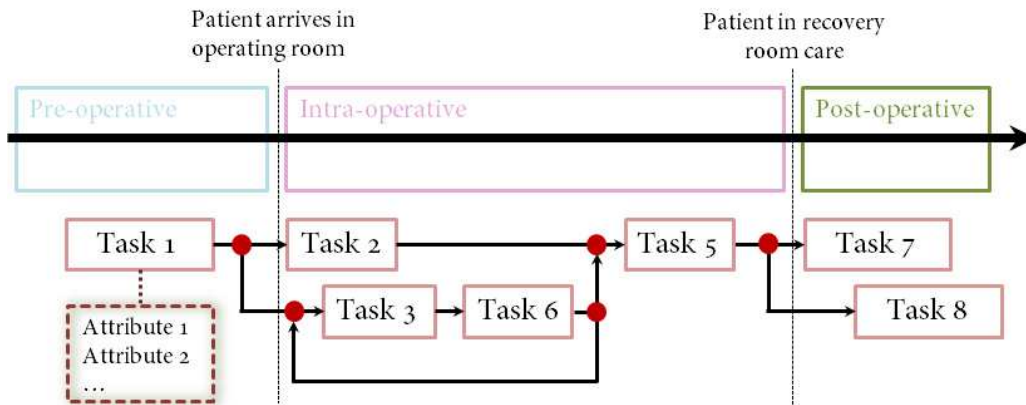 Patient arrives in
operating room
Patient in recovery
room care
Pre-operative
Intra-operative
Post-operative
Task 1
Task 2
Task 5
Task 7
Task 3
Task 6
Task 8
Attribute 1
Attribute 2
...